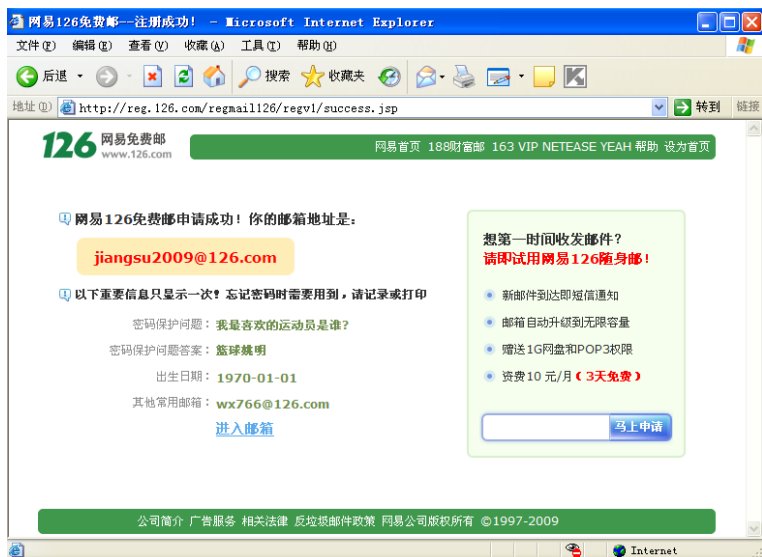 网易126免费邮--注册成功! - Microsoft Internet Explorer
文件(F) 编辑(E) 查看(V) 收藏(A) 工具(T) 帮助(H)
后退 搜索 收藏夹
地址(D) http://reg.126.com/regmail126/regv1/success.jsp 转到 链接
126 网易免费邮
www.126.com
网易首页 188财富邮 163 VIP NETEASE YEAH 帮助 设为首页
网易126免费邮申请成功! 你的邮箱地址是:
jiangsu2009@126.com
以下重要信息只显示一次! 忘记密码时需要用到，请记录或打印
密码保护问题: 我最喜欢的运动员是谁?
密码保护问题答案: 篮球姚明
出生日期: 1970-01-01
其他常用邮箱: wx766@126.com
进入邮箱
想第一时间收发邮件?
请即试用网易126随身邮!
新邮件到达即短信通知
邮箱自动升级到无限容量
赠送1G网盘和POP3权限
资费10 元/月 (3天免费)
马上申请
公司简介 广告服务 相关法律 反垃圾邮件政策 网易公司版权所有 ©1997-2009
Internet